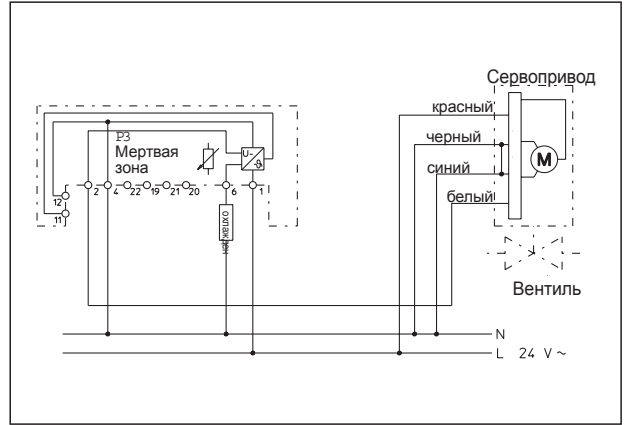 Сервопривод
красный
P3
Мертвая
зона
U~
ϑ
черный
M
синий
белый
12
11
2
4
22
19
21
20
6
1
охлажден
Вентиль
N
L 24 V ~